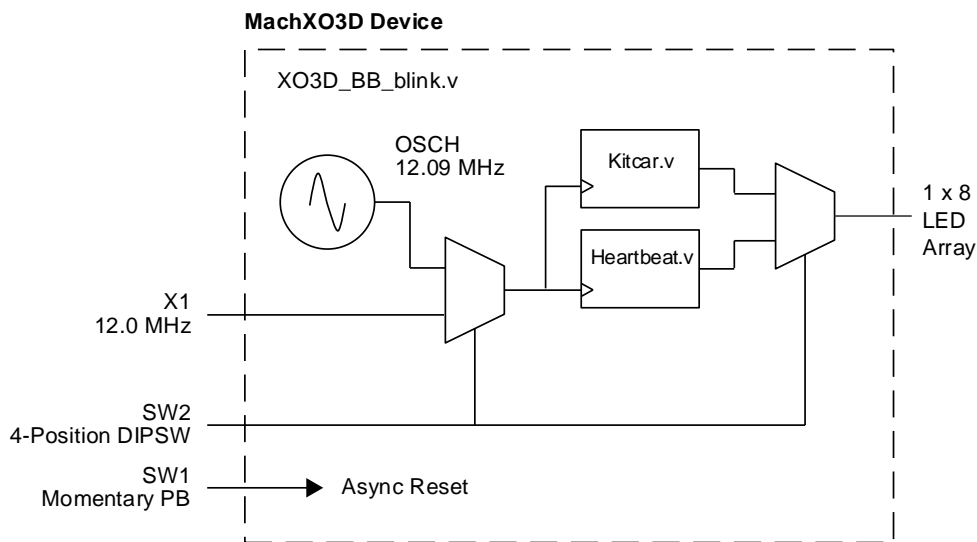 MachXO3D Device
XO3D_BB_blink.v
OSCH
12.09 MHz
Kitcar.v
Heartbeat.v
1 x 8
LED
Array
X1
12.0 MHz
SW2
4-Position DIPSW
SW1
Momentary PB
Async Reset